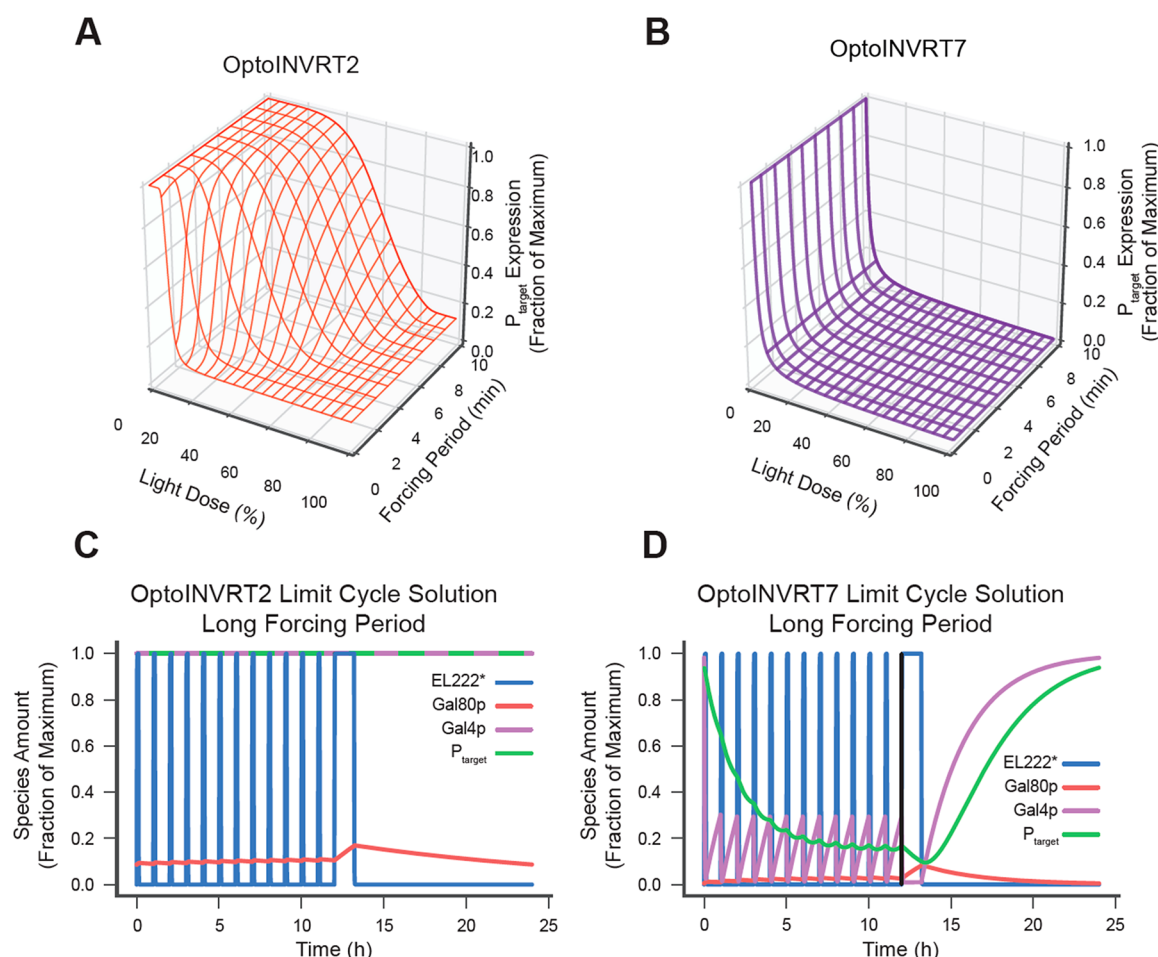 A
OptoINVRT2
1.0
0.8
0.6
0.4
0.2
0.0
P target Expression
(Fraction of Maximum)
0
20
40
60
80
100
Light Dose (%)
0
2
4
6
8
10
Forcing Period (min)
B
OptoINVRT7
1.0
0.8
0.6
0.4
0.2
0.0
P target Expression
(Fraction of Maximum)
0
20
40
60
80
100
Light Dose (%)
0
2
4
6
8
10
Forcing Period (min)
C
OptoINVRT2 Limit Cycle Solution
Long Forcing Period
Species Amount
(Fraction of Maximum)
1.0
0.8
0.6
0.4
0.2
0.0
EL222*
Gal80p
Gal4p
P target
0 5 10 15 20 25
Time (h)
D
OptoINVRT7 Limit Cycle Solution
Long Forcing Period
Species Amount
(Fraction of Maximum)
1.0
0.8
0.6
0.4
0.2
0.0
EL222*
Gal80p
Gal4p
P target
0 5 10 15 20 25
Time (h)